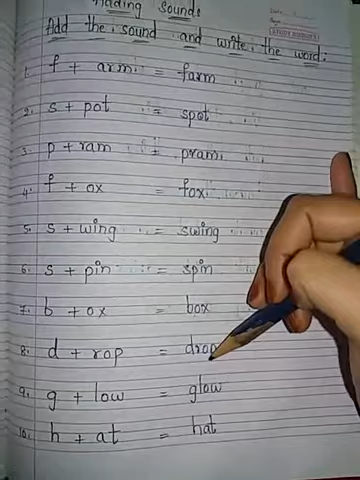 Adding Sounds
Add the sound and write the word:
1. f + arm = farm
2. s + pot = spot
3. p + ram = pram
4. f + ox = fox
5. s + wing = swing
6. s + pin = spin
7. b + ox = box
8. d + rop = drop
9. g + low = glow
10. h + at = hat